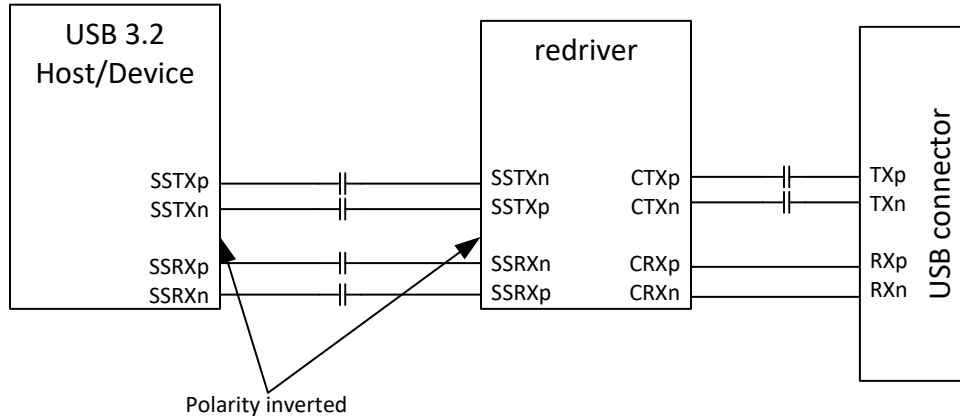 USB 3.2
Host/Device
redriver
USB connector
SSTXp
SSTXn
SSRXp
SSRXn
SSTXn
SSTXp
SSRXn
SSRXp
CTXp
CTXn
CRXp
CRXn
TXp
TXn
RXp
RXn
Polarity inverted